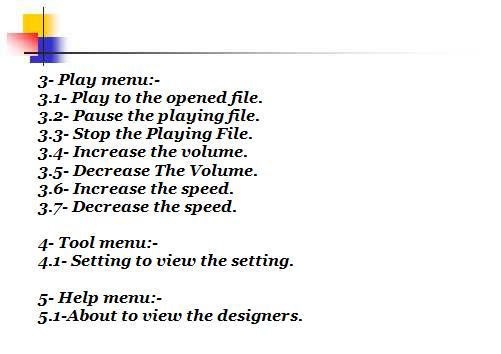 3- Play menu:-
3.1- Play to the opened file.
3.2- Pause the playing file.
3.3- Stop the Playing File.
3.4- Increase the volume.
3.5- Decrease The Volume.
3.6- Increase the speed.
3.7- Decrease the speed.
4- Tool menu:-
4.1- Setting to view the setting.
5- Help menu:-
5.1-About to view the designers.